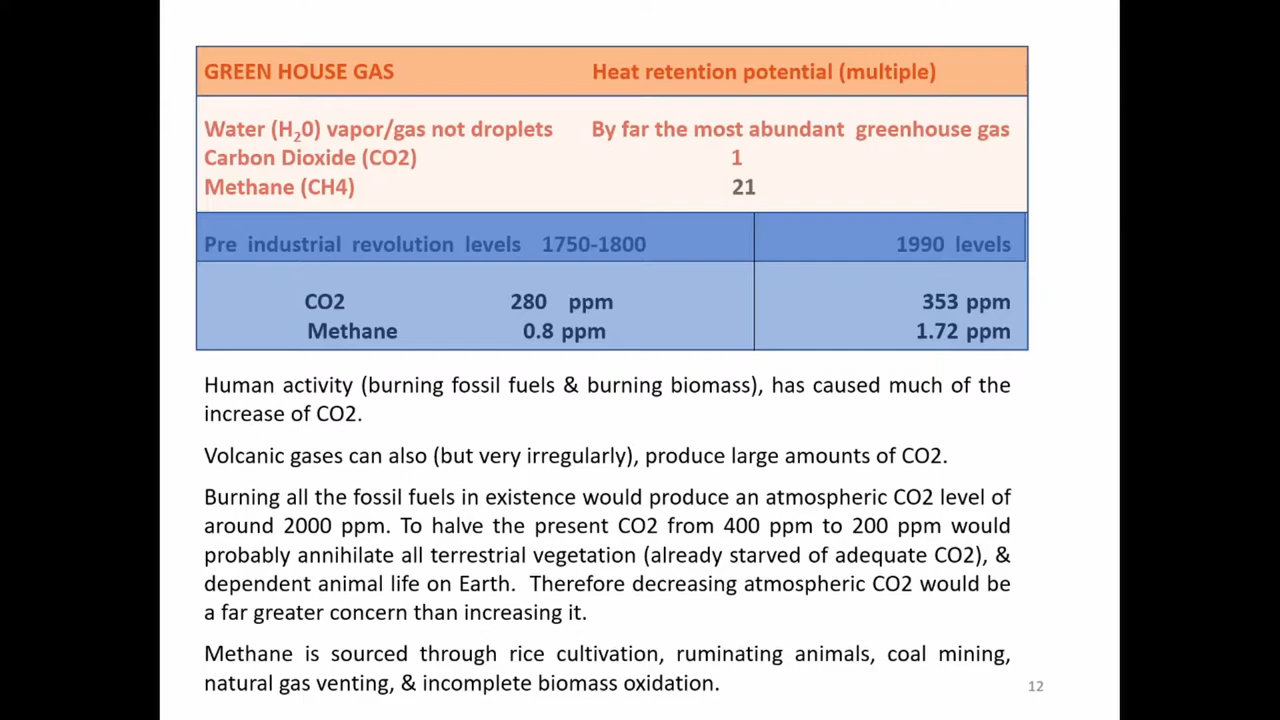 GREEN HOUSE GAS Heat retention potential (multiple)
Water (H₂0) vapor/gas not droplets By far the most abundant greenhouse gas
Carbon Dioxide (CO2) 1
Methane (CH4) 21
Pre industrial revolution levels 1750-1800 1990 levels
CO2 280 ppm 353 ppm
Methane 0.8 ppm 1.72 ppm
Human activity (burning fossil fuels & burning biomass), has caused much of the
increase of CO2.
Volcanic gases can also (but very irregularly), produce large amounts of CO2.
Burning all the fossil fuels in existence would produce an atmospheric CO2 level of
around 2000 ppm. To halve the present CO2 from 400 ppm to 200 ppm would
probably annihilate all terrestrial vegetation (already starved of adequate CO2), &
dependent animal life on Earth. Therefore decreasing atmospheric CO2 would be
a far greater concern than increasing it.
Methane is sourced through rice cultivation, ruminating animals, coal mining,
natural gas venting, & incomplete biomass oxidation.
12